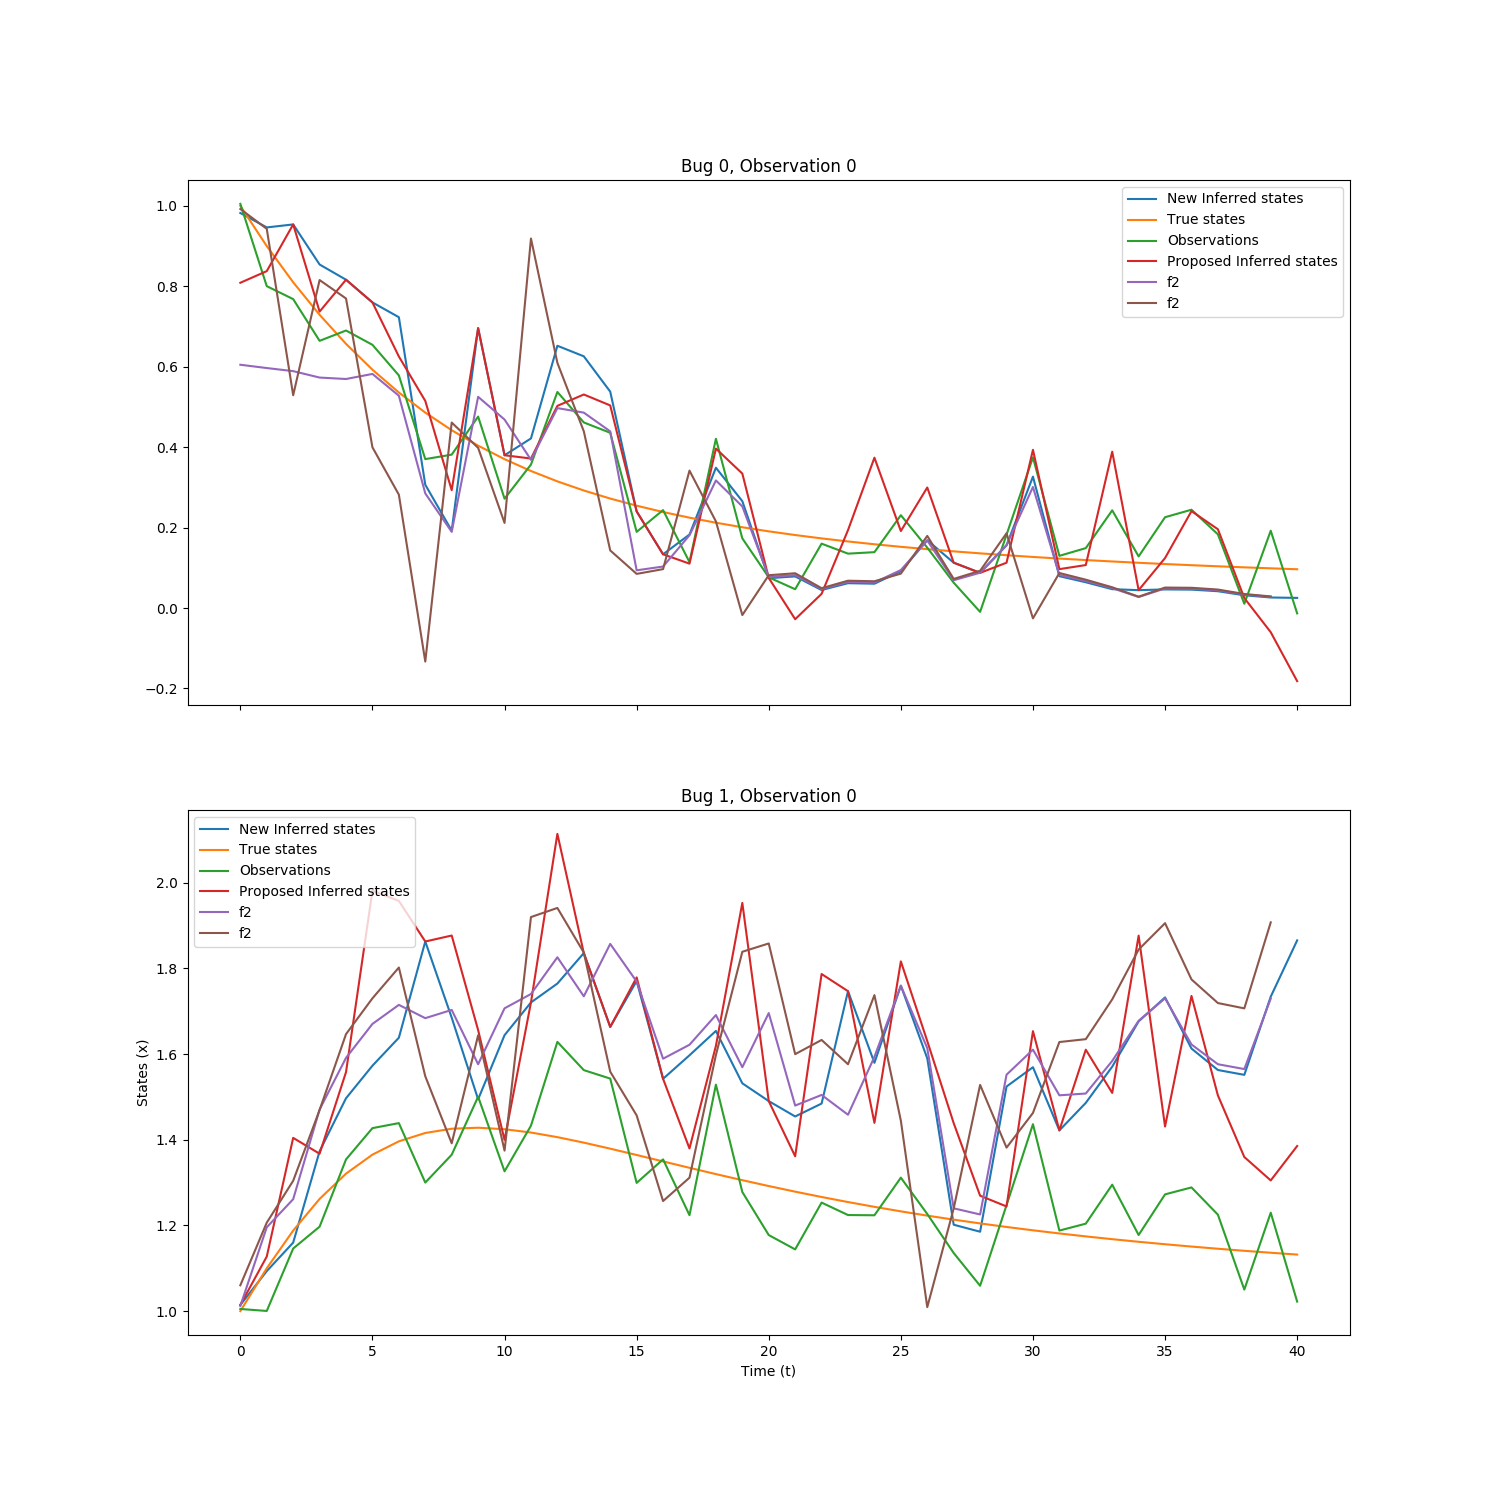 Bug 0, Observation 0
New Inferred states
True states
Observations
Proposed Inferred states
f2
f2
1.0
0.8
0.6
0.4
0.2
0.0
−0.2
Bug 1, Observation 0
New Inferred states
True states
Observations
Proposed Inferred states
f2
f2
2.0
1.8
1.6
1.4
1.2
1.0
States (x)
0 5 10 15 20 25 30 35 40
Time (t)